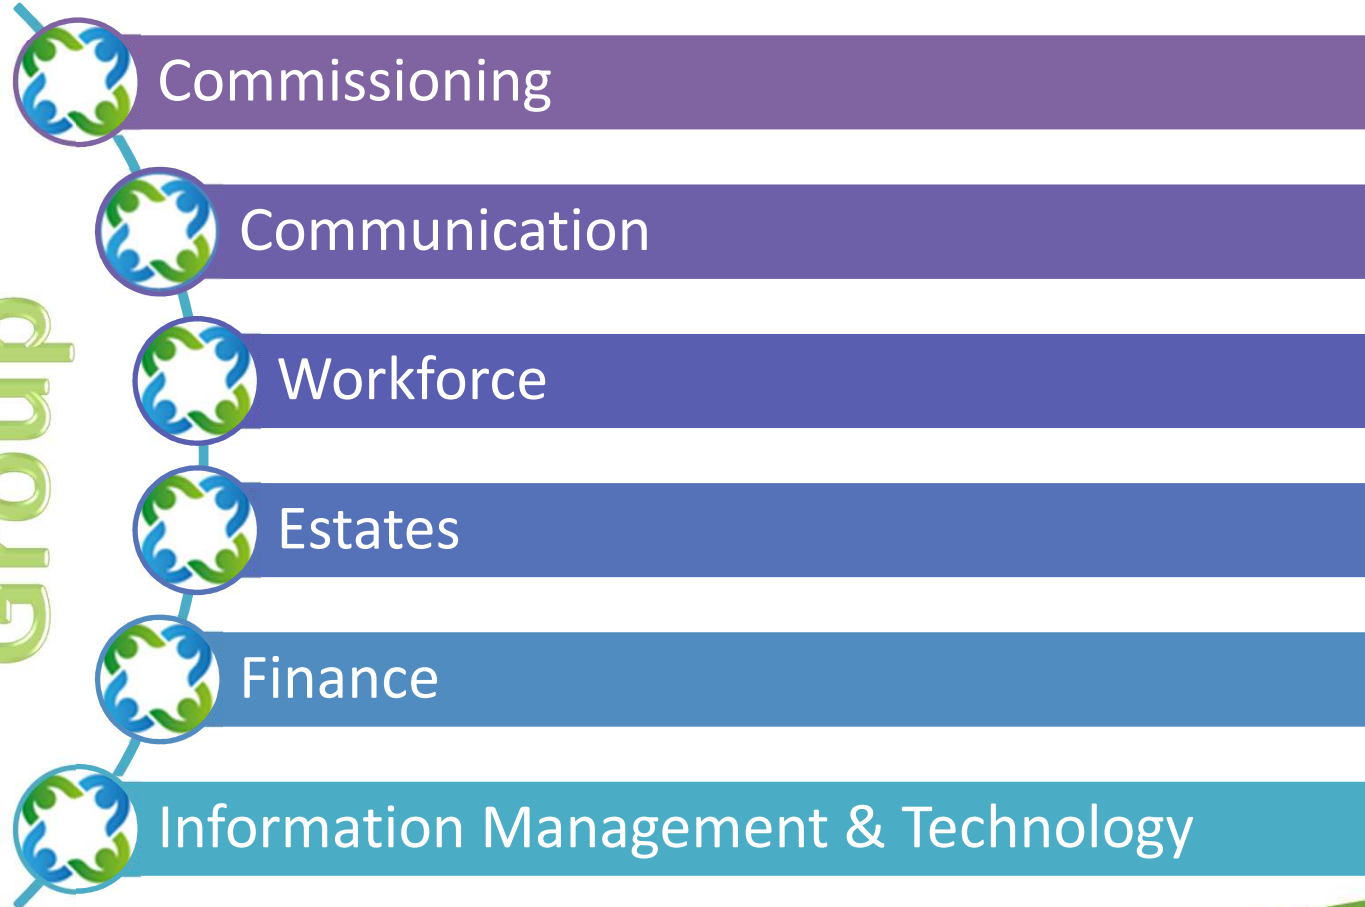 Group
Commissioning
Communication
Workforce
Estates
Finance
Information Management & Technology